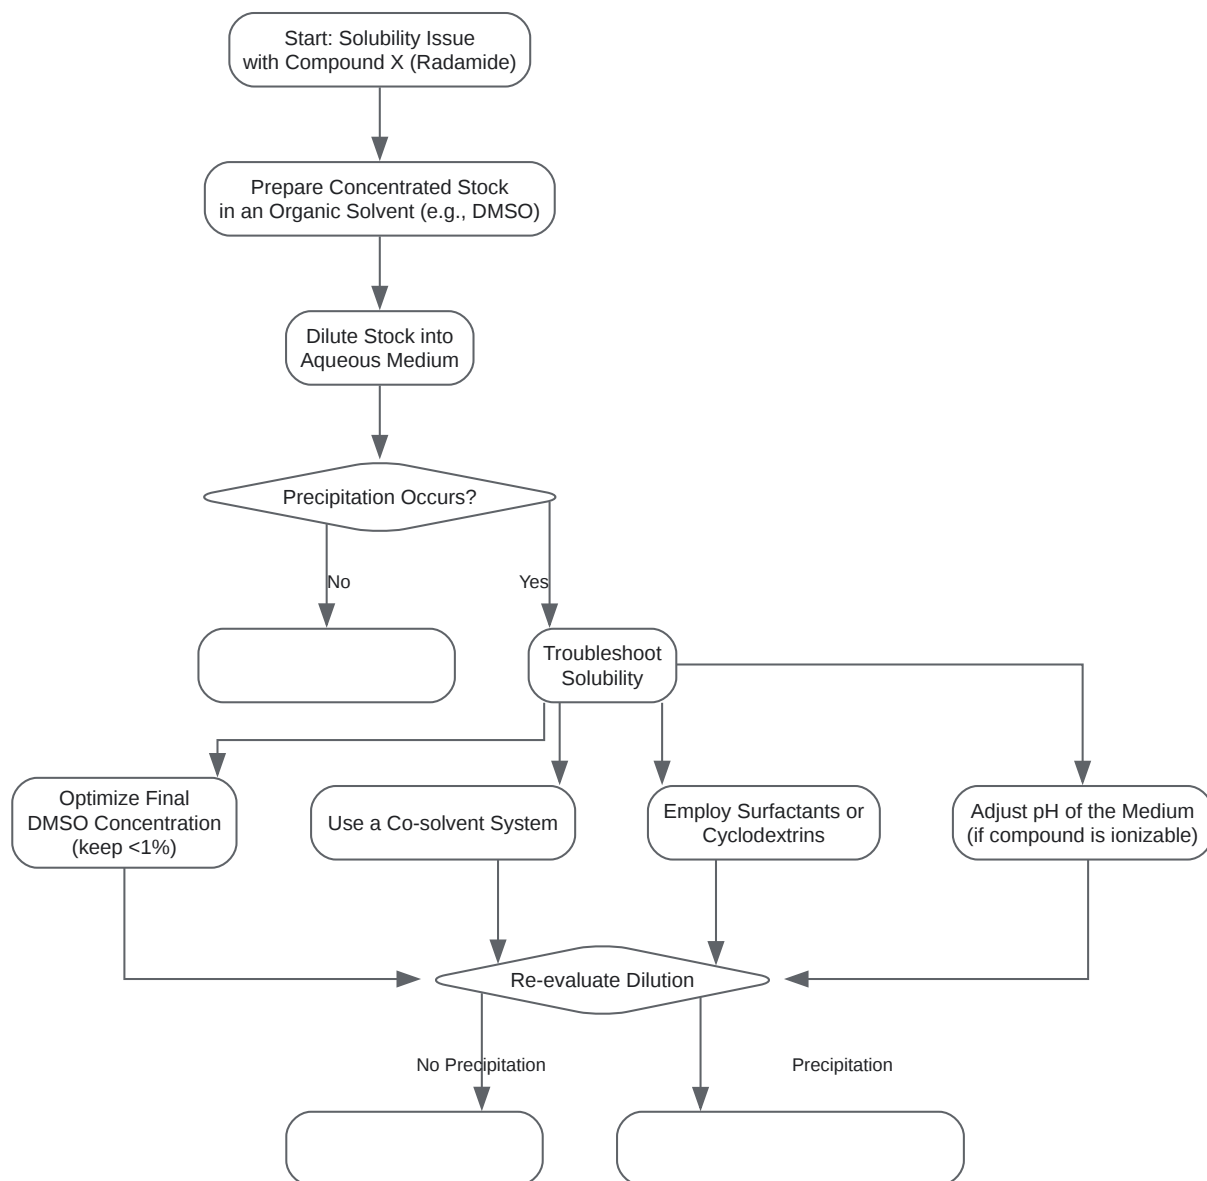 Start: Solubility Issue
with Compound X (Radamide)
Prepare Concentrated Stock
in an Organic Solvent (e.g., DMSO)
Dilute Stock into
Aqueous Medium
Precipitation Occurs?
No
Yes
Troubleshoot
Solubility
Optimize Final
DMSO Concentration
(keep <1%)
Use a Co-solvent System
Employ Surfactants or
Cyclodextrins
Adjust pH of the Medium
(if compound is ionizable)
Re-evaluate Dilution
No Precipitation
Precipitation